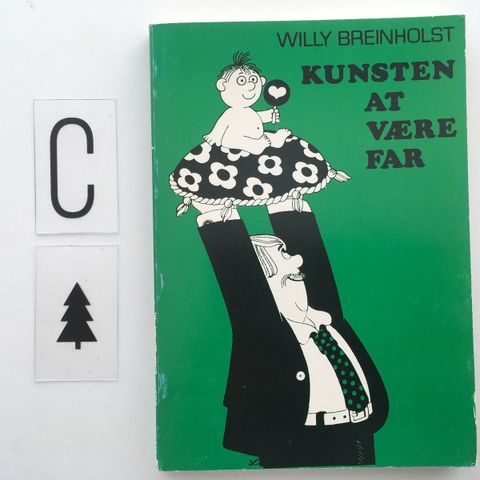 WILLY BREINHOLST
KUNSTEN
AT
VÆRE
FAR
C